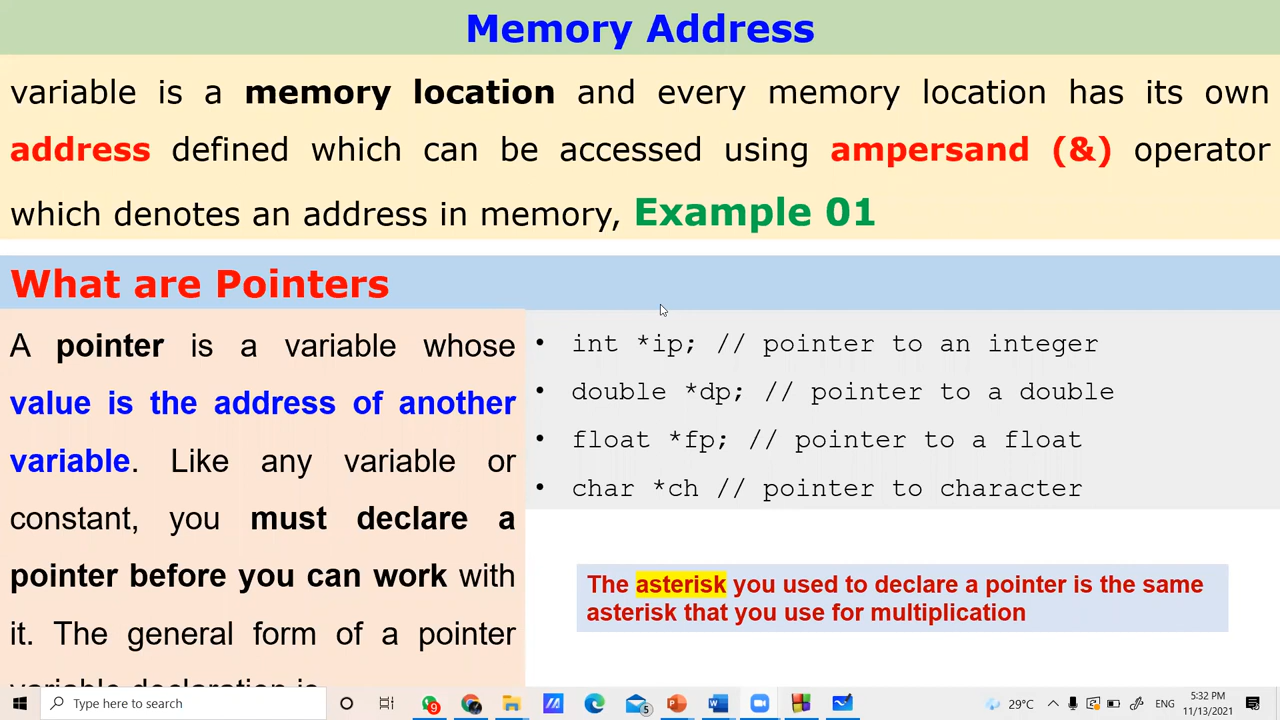 Memory Address
variable is a memory location and every memory location has its own
address defined which can be accessed using ampersand (&) operator
which denotes an address in memory, Example 01
What are Pointers
A pointer is a variable whose
value is the address of another
variable. Like any variable or
constant, you must declare a
pointer before you can work with
it. The general form of a pointer
variable declaration is
• int *ip; // pointer to an integer
• double *dp; // pointer to a double
• float *fp; // pointer to a float
• char *ch // pointer to character
The asterisk you used to declare a pointer is the same
asterisk that you use for multiplication
Type here to search
9
5
29°C
ENG
5:32 PM
11/13/2021